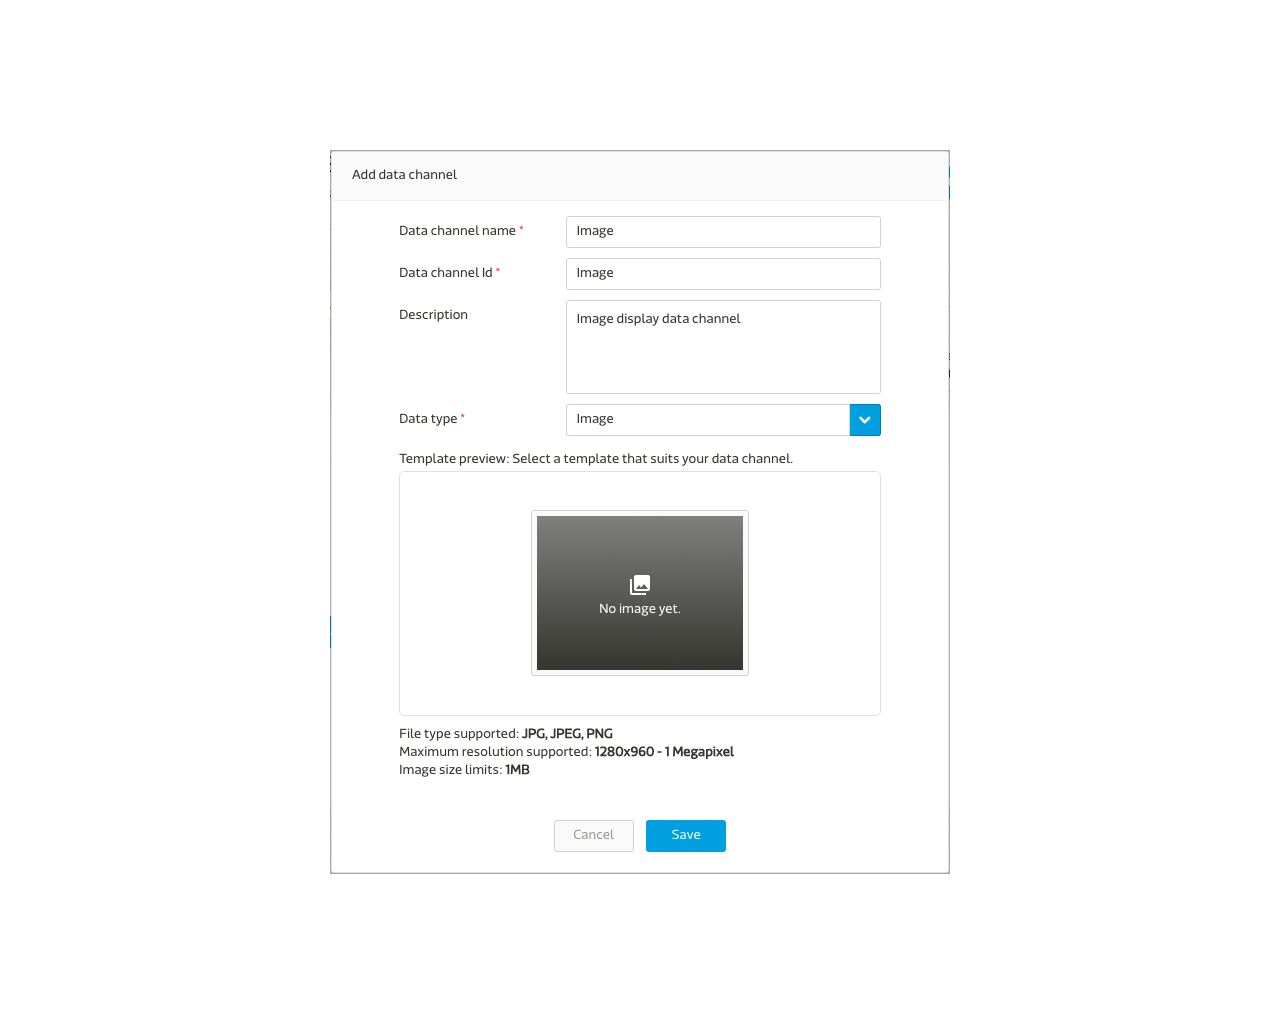 Add data channel
Data channel name *
Image
Data channel Id *
Image
Description
Image display data channel
Data type *
Image
Template preview: Select a template that suits your data channel.
No image yet.
File type supported: JPG, JPEG, PNG
Maximum resolution supported: 1280x960 - 1 Megapixel
Image size limits: 1MB
Cancel
Save